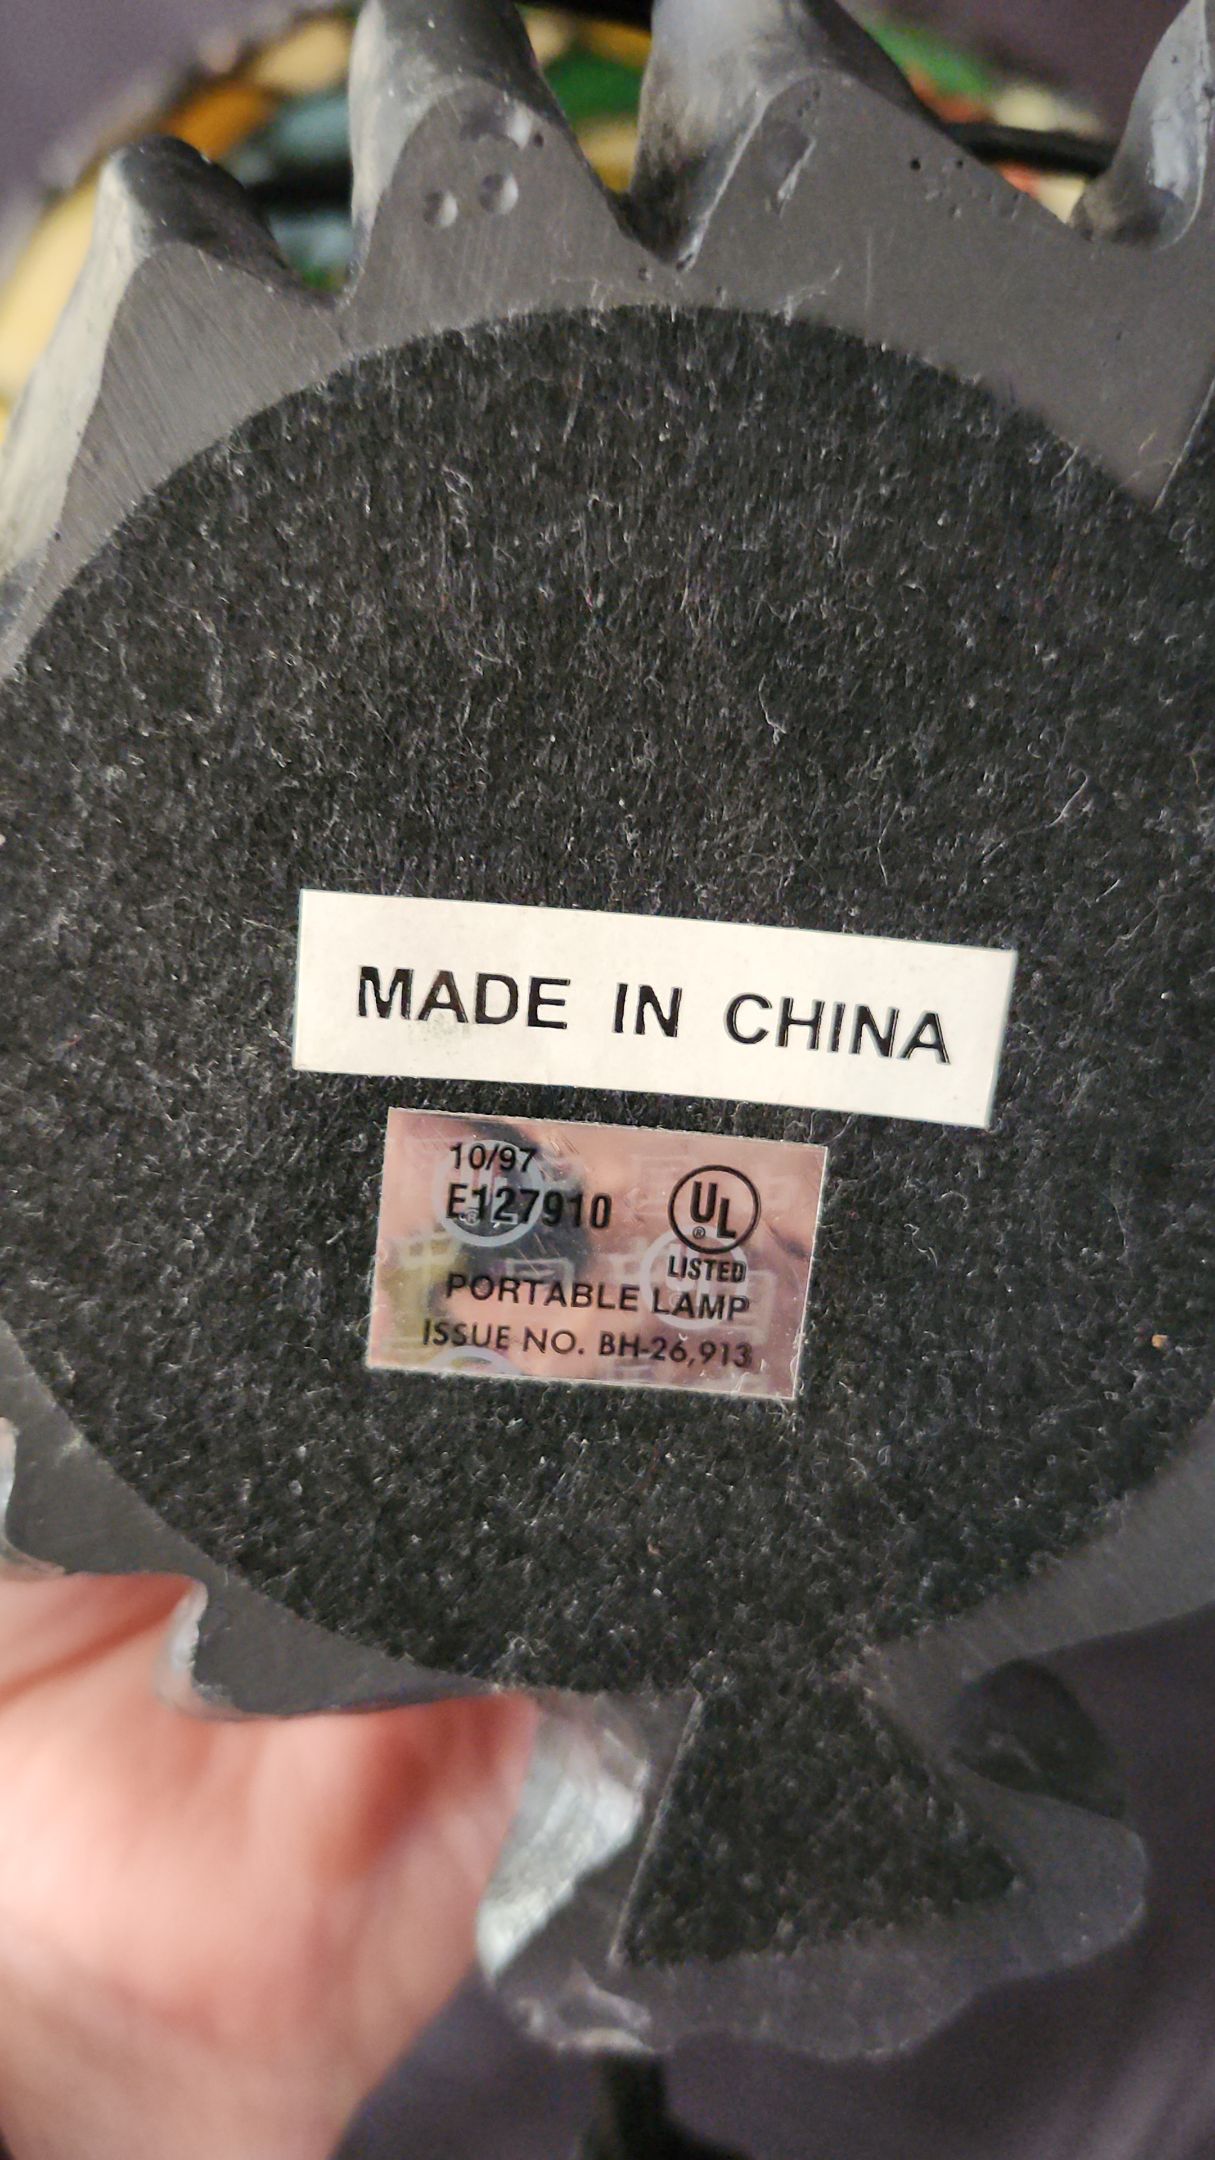 MADE IN CHINA
10/97
E127910
UL
®
LISTED
PORTABLE LAMP
ISSUE NO. BH-26,913